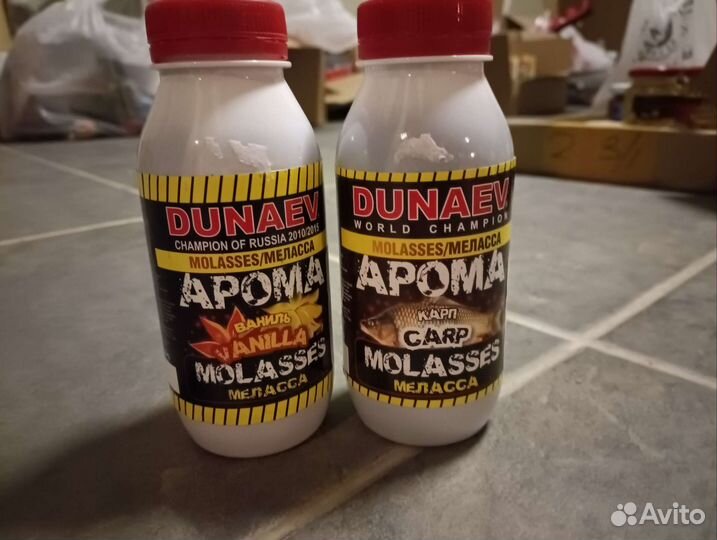 DUNAEV
CHAMPION OF RUSSIA 2010/2015
MOLASSES/МЕЛАССА
АРОМА
ВАНИЛЬ
VANILLA
MOLASSES
МЕЛАССА
DUNAEV
WORLD CHAMPION
MOLASSES/МЕЛАССА
АРОМА
КАРП
CARP
MOLASSES
МЕЛАССА
Avito